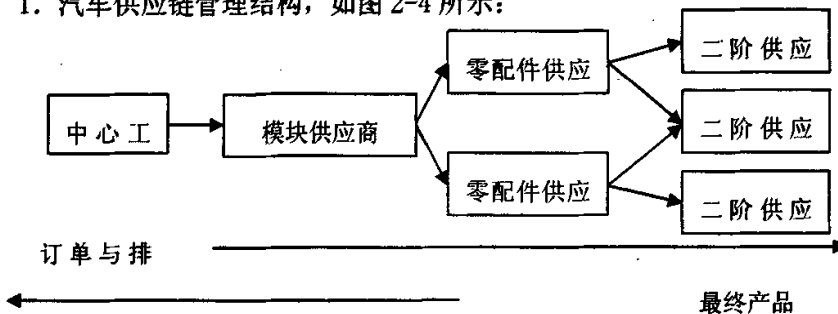 1. 汽车供应链管理结构，如图 2-4 所示：
零配件供应
二阶供应
中心工
模块供应商
二阶供应
零配件供应
二阶供应
订单与排
最终产品